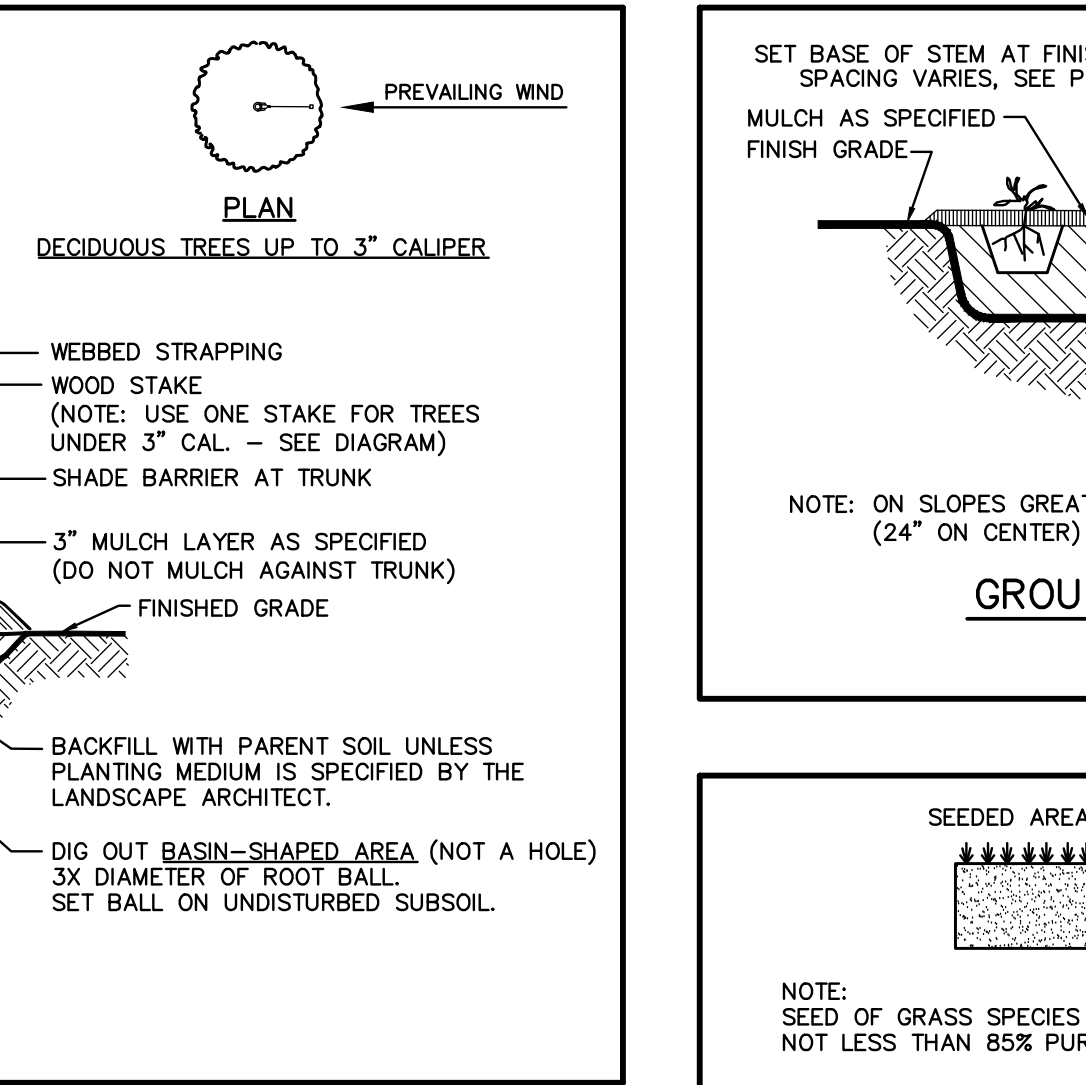 PREVAILING WIND
PLAN
DECIDUOUS TREES UP TO 3" CALIPER
WEBBED STRAPPING
WOOD STAKE
(NOTE: USE ONE STAKE FOR TREES
UNDER 3" CAL. – SEE DIAGRAM)
SHADE BARRIER AT TRUNK
3" MULCH LAYER AS SPECIFIED
(DO NOT MULCH AGAINST TRUNK)
FINISHED GRADE
BACKFILL WITH PARENT SOIL UNLESS
PLANTING MEDIUM IS SPECIFIED BY THE
LANDSCAPE ARCHITECT.
DIG OUT BASIN–SHAPED AREA (NOT A HOLE)
3X DIAMETER OF ROOT BALL.
SET BALL ON UNDISTURBED SUBSOIL.
SET BASE OF STEM AT
SPACING VARIES, SEE
MULCH AS SPECIFIED
FINISH GRADE
NOTE: ON SLOPES
(24" ON CENTER)
SEEDED
NOTE:
SEED OF GRASS SPECIES
NOT LESS THAN 85%